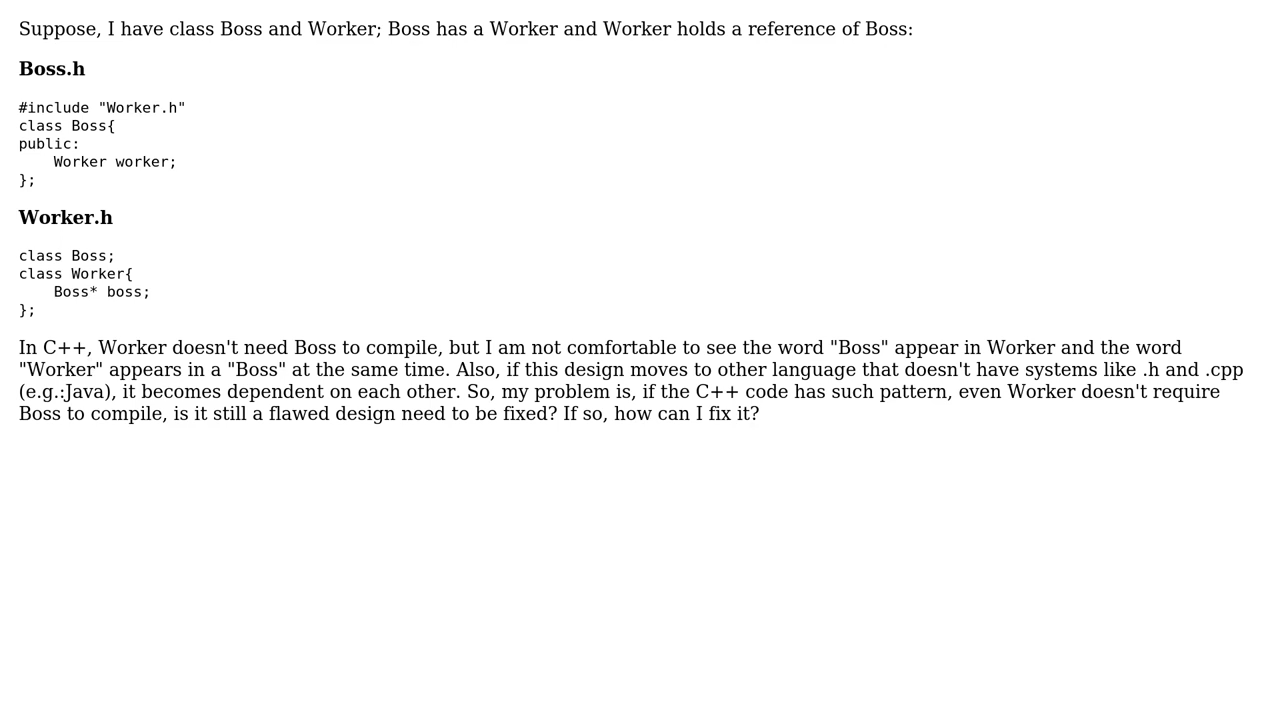 Suppose, I have class Boss and Worker; Boss has a Worker and Worker holds a reference of Boss:
Boss.h
#include "Worker.h"
class Boss{
public:
    Worker worker;
};
Worker.h
class Boss;
class Worker{
    Boss* boss;
};
In C++, Worker doesn't need Boss to compile, but I am not comfortable to see the word "Boss" appear in Worker and the word
"Worker" appears in a "Boss" at the same time. Also, if this design moves to other language that doesn't have systems like .h and .cpp
(e.g.:Java), it becomes dependent on each other. So, my problem is, if the C++ code has such pattern, even Worker doesn't require
Boss to compile, is it still a flawed design need to be fixed? If so, how can I fix it?